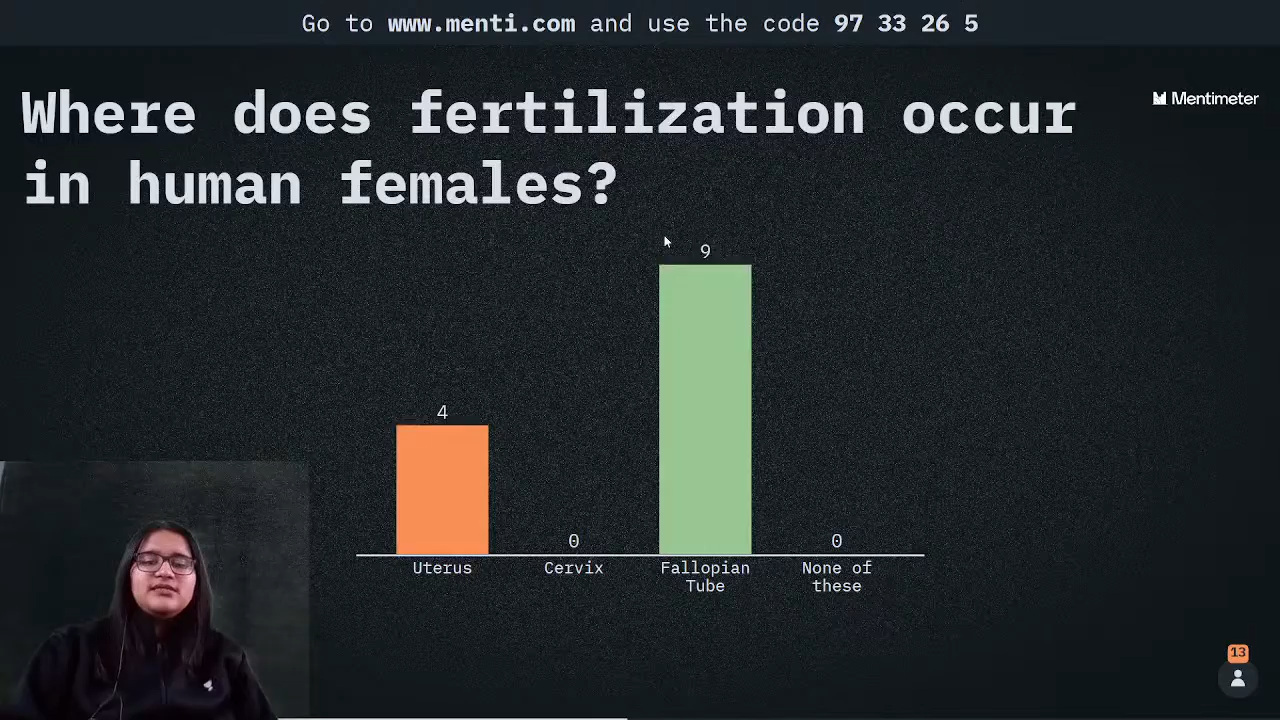 Go to www.menti.com and use the code 97 33 26 5
Where does fertilization occur
in human females?
Mentimeter
9
4
0
0
Uterus
Cervix
Fallopian
Tube
None of
these
13